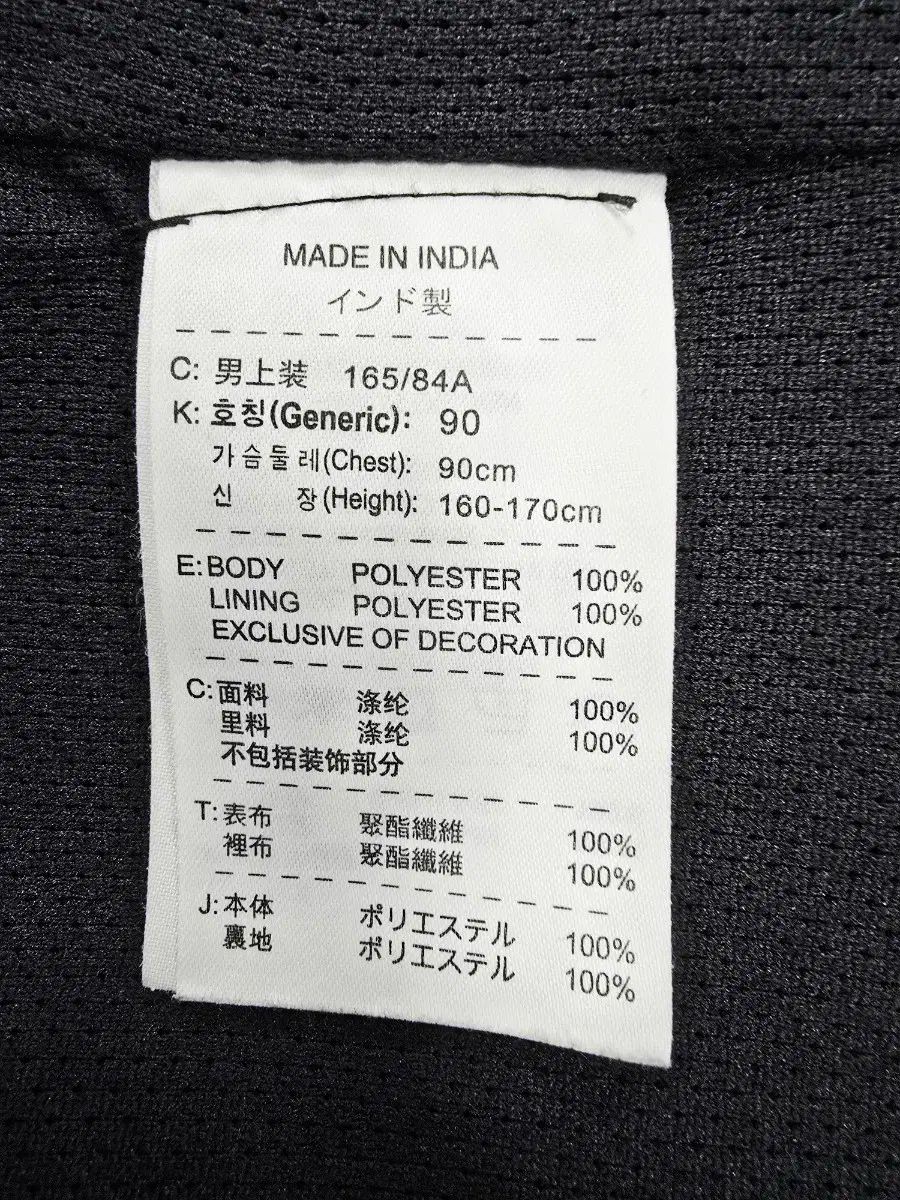 MADE IN INDIA
インド製
C: 男上装 165/84A
K: 호칭(Generic): 90
가슴둘레(Chest): 90cm
신 장(Height): 160-170cm
E: BODY POLYESTER 100%
LINING POLYESTER 100%
EXCLUSIVE OF DECORATION
C: 面料 涤纶 100%
里料 涤纶 100%
不包括装饰部分
T: 表布 聚酯纖維 100%
裡布 聚酯纖維 100%
J: 本体 ポリエステル 100%
裏地 ポリエステル 100%